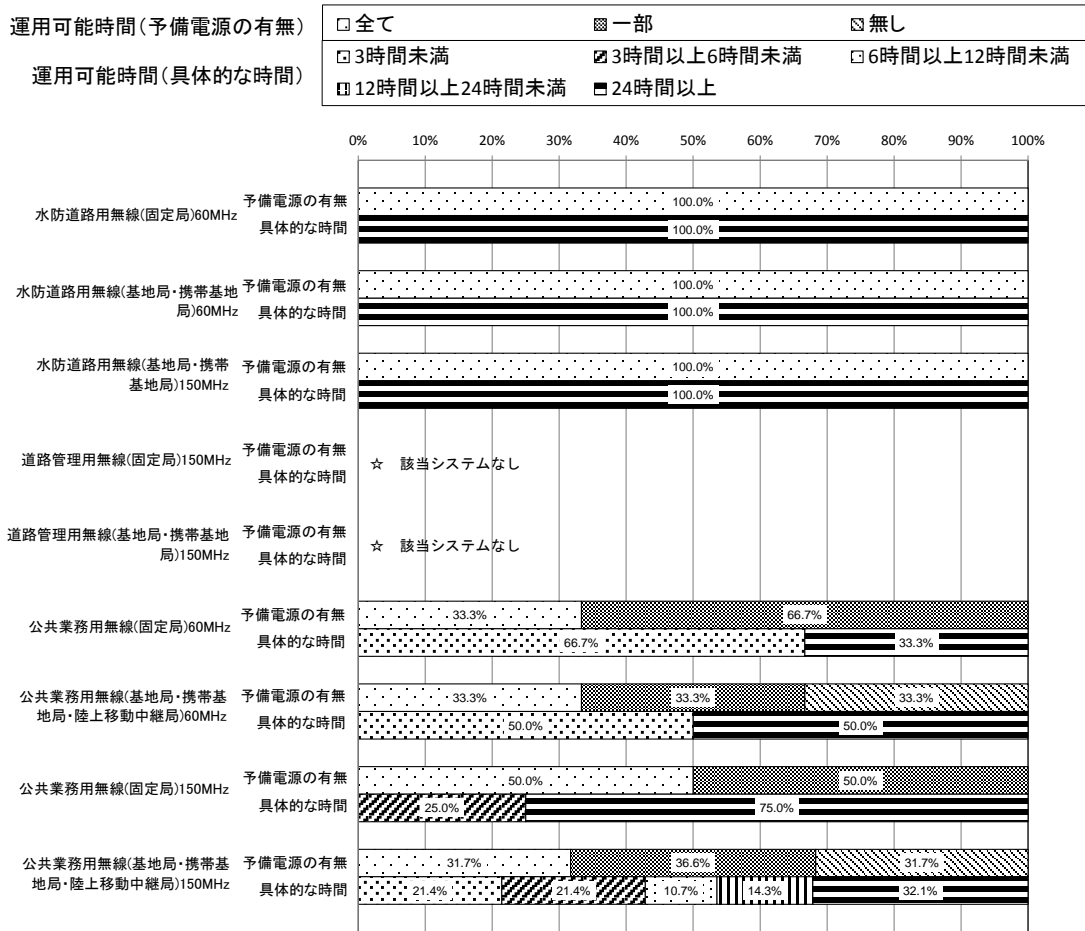 運用可能時間(予備電源の有無)
全て 一部 無し
運用可能時間(具体的な時間)
3時間未満 3時間以上6時間未満 6時間以上12時間未満
12時間以上24時間未満 24時間以上
0% 10% 20% 30% 40% 50% 60% 70% 80% 90% 100%
水防道路用無線(固定局)60MHz
予備電源の有無 100.0%
具体的な時間 100.0%
水防道路用無線(基地局・携帯基地
局)60MHz
予備電源の有無 100.0%
具体的な時間 100.0%
水防道路用無線(基地局・携帯
基地局)150MHz
予備電源の有無 100.0%
具体的な時間 100.0%
道路管理用無線(固定局)150MHz
予備電源の有無
具体的な時間
☆ 該当システムなし
道路管理用無線(基地局・携帯基地
局)150MHz
予備電源の有無
具体的な時間
☆ 該当システムなし
公共業務用無線(固定局)60MHz
予備電源の有無 33.3% 66.7%
具体的な時間 66.7% 33.3%
公共業務用無線(基地局・携帯基
地局・陸上移動中継局)60MHz
予備電源の有無 33.3% 33.3% 33.3%
具体的な時間 50.0% 50.0%
公共業務用無線(固定局)150MHz
予備電源の有無 50.0% 50.0%
具体的な時間 25.0% 75.0%
公共業務用無線(基地局・携帯基
地局・陸上移動中継局)150MHz
予備電源の有無 31.7% 36.6% 31.7%
具体的な時間 21.4% 21.4% 10.7% 14.3% 32.1%